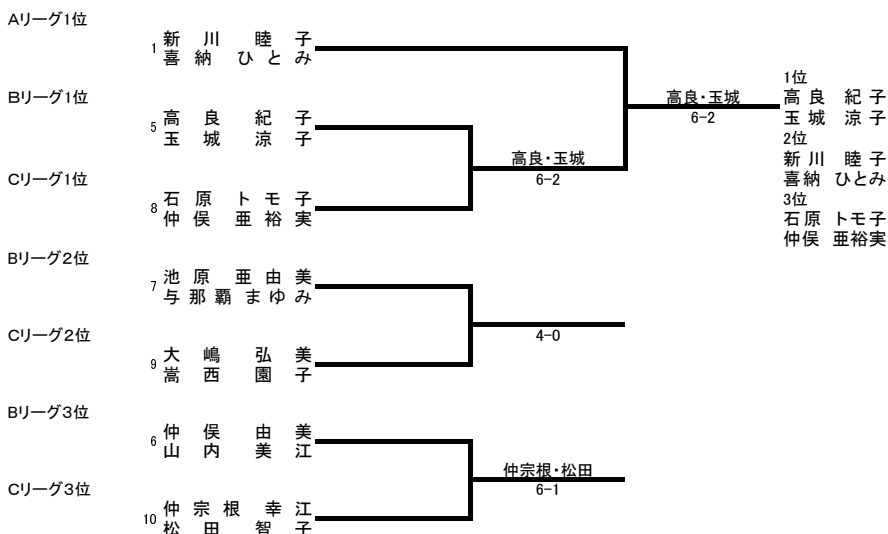 Aリーグ1位
1 新川 睦子
喜納 ひとみ
Bリーグ1位
5 高良 紀子
玉城 涼子
Cリーグ1位
8 石原 トモ子
仲俣 亜裕実
高良・玉城
6-2
高良・玉城
6-2
1位
高良 紀子
玉城 涼子
2位
新川 睦子
喜納 ひとみ
3位
石原 トモ子
仲俣 亜裕実
Bリーグ2位
7 池原 亜由美
与那覇 まゆみ
Cリーグ2位
9 大嶋 弘美
嵩西 園子
4-0
Bリーグ3位
6 仲俣 由美
山内 美江
Cリーグ3位
10 仲宗根 幸江
松田 智子
仲宗根・松田
6-1